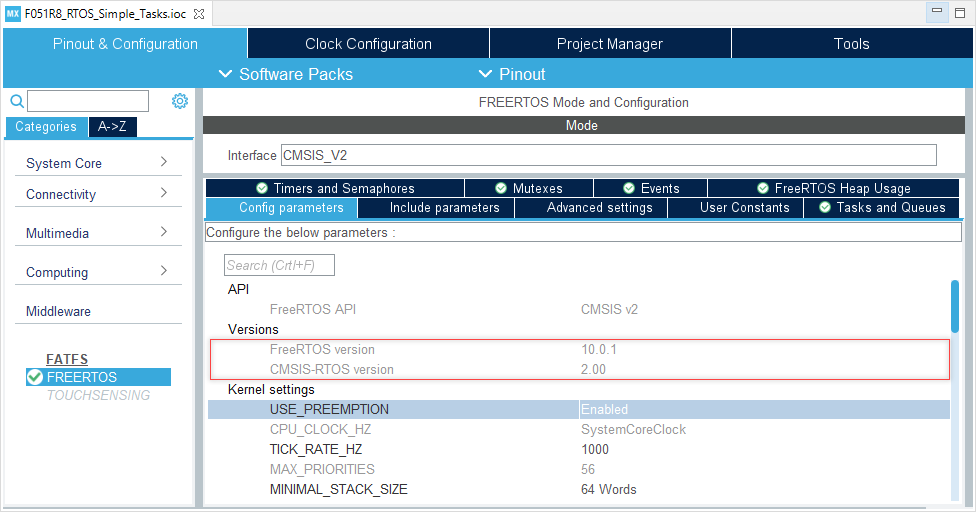 MX F051R8_RTOS_Simple_Tasks.ioc
Pinout & Configuration Clock Configuration Project Manager Tools
Software Packs Pinout
FREERTOS Mode and Configuration
Categories A->Z
Mode
System Core
Connectivity
Multimedia
Computing
Middleware
FATFS
FREERTOS
TOUCHSENSING
Interface CMSIS_V2
Timers and Semaphores Mutexes Events FreeRTOS Heap Usage
Config parameters Include parameters Advanced settings User Constants Tasks and Queues
Configure the below parameters :
Search (Crtl+F)
API
FreeRTOS API CMSIS v2
Versions
FreeRTOS version 10.0.1
CMSIS-RTOS version 2.00
Kernel settings
USE_PREEMPTION Enabled
CPU_CLOCK_HZ SystemCoreClock
TICK_RATE_HZ 1000
MAX_PRIORITIES 56
MINIMAL_STACK_SIZE 64 Words